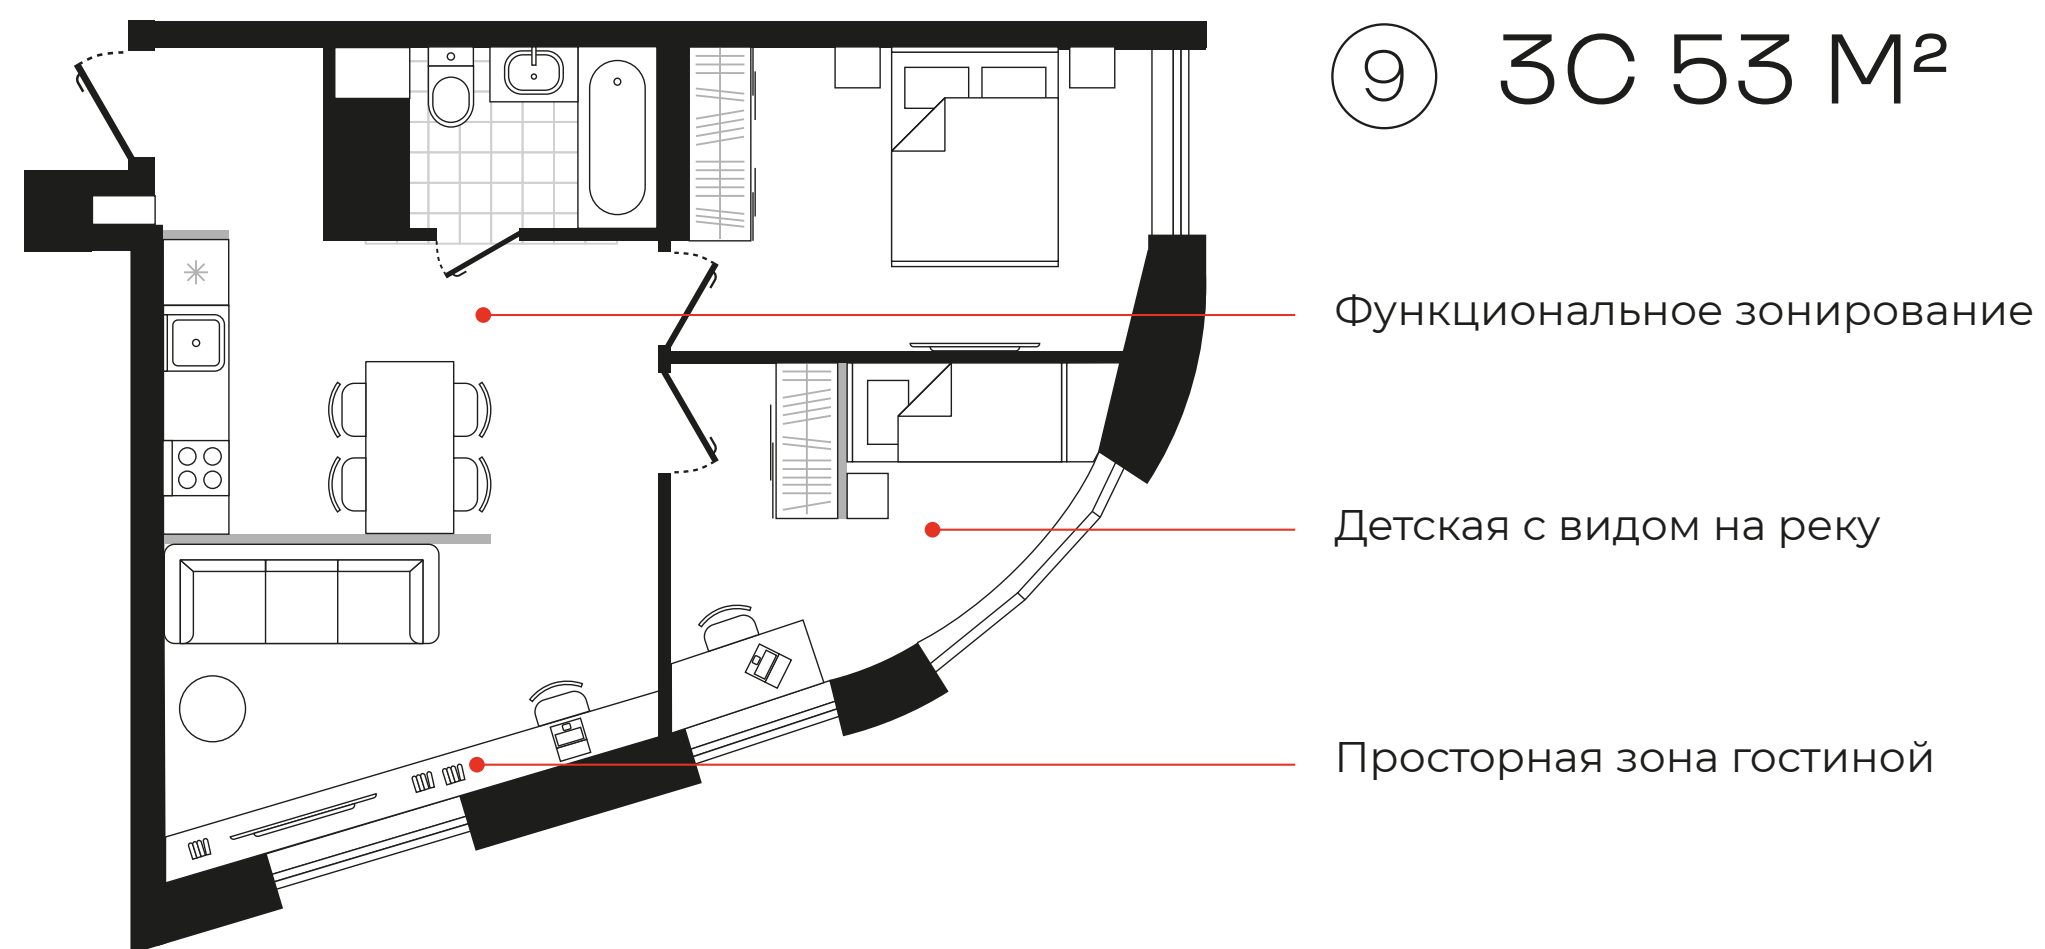 9 3С 53 М²
Функциональное зонирование
Детская с видом на реку
Просторная зона гостиной